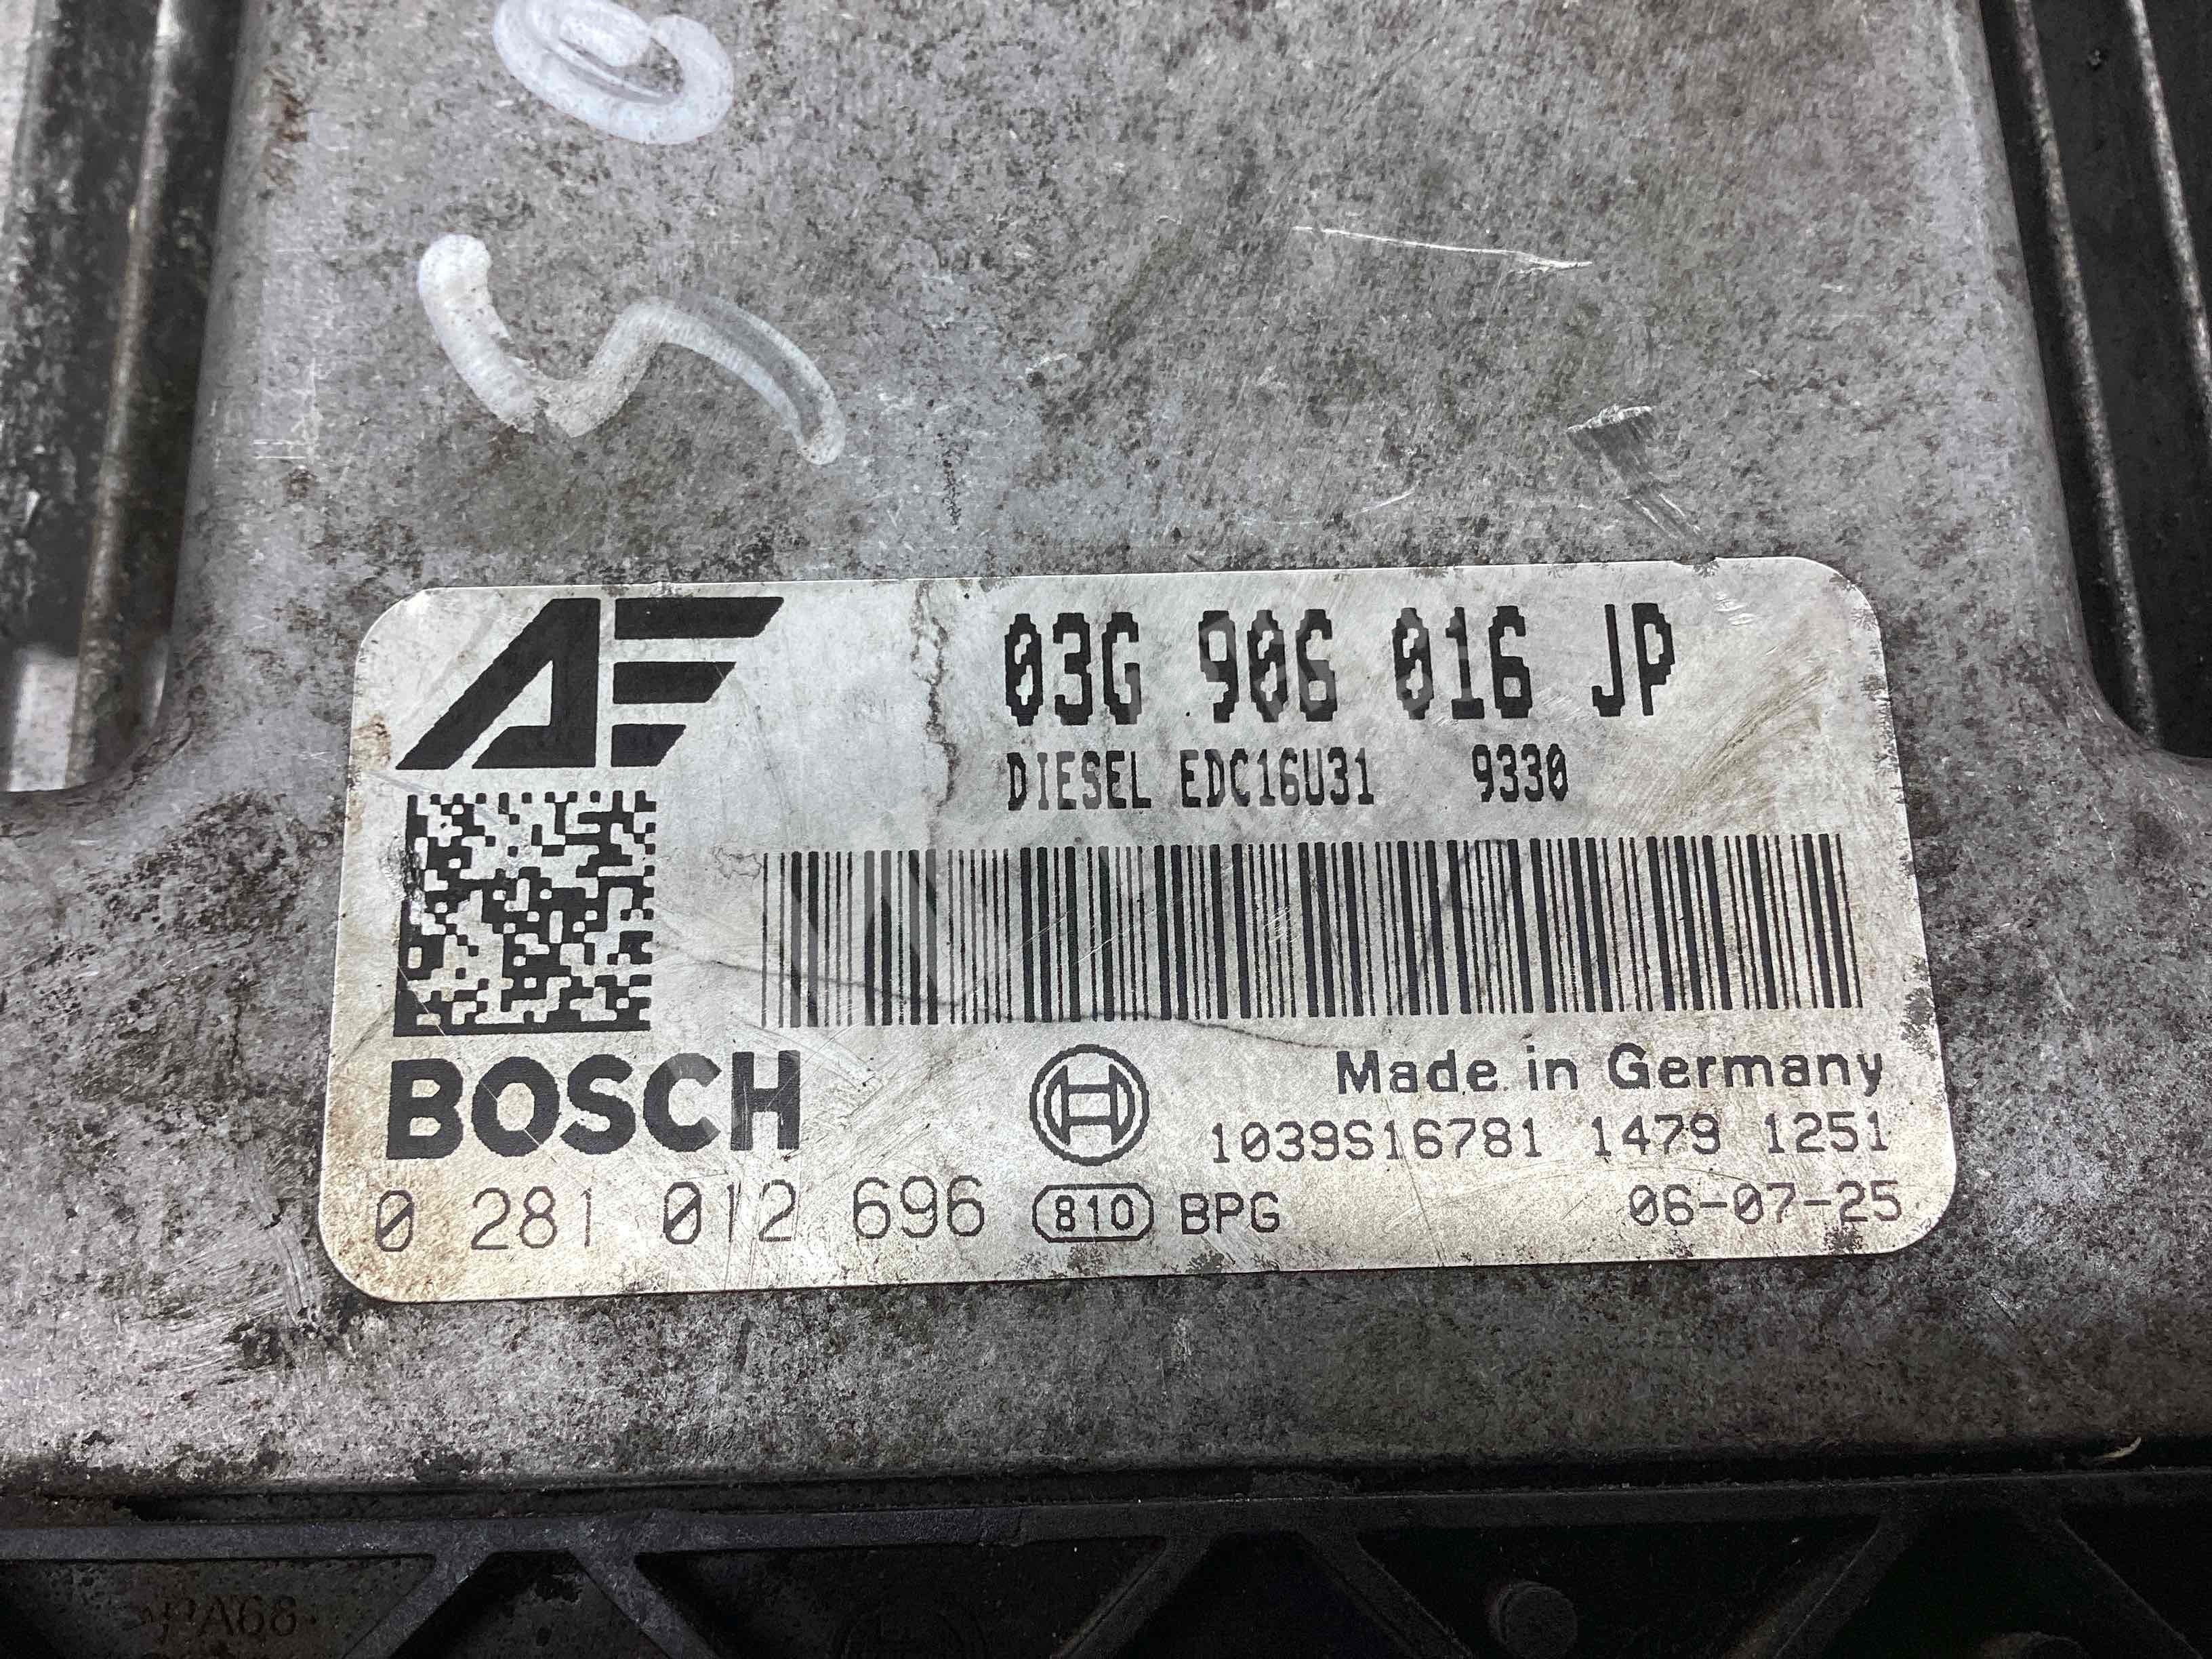 AF
03G 906 016 JP
DIESEL EDC16U31 9330
BOSCH
Made in Germany
1039S16781 1479 1251
0 281 012 696 810 BPG 06-07-25